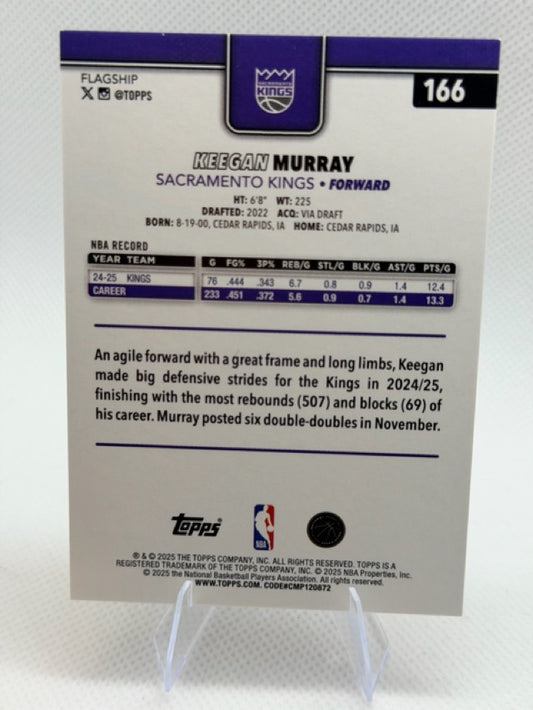 FLAGSHIP
X @TOPPS
SACRAMENTO
KINGS
166
KEEGAN MURRAY
SACRAMENTO KINGS • FORWARD
HT: 6'8" WT: 225
DRAFTED: 2022 ACQ: VIA DRAFT
BORN: 8-19-00, CEDAR RAPIDS, IA HOME: CEDAR RAPIDS, IA
NBA RECORD
YEAR TEAM G FG% 3P% REB/G STL/G BLK/G AST/G PTS/G
24-25 KINGS 76 .444 .343 6.7 0.8 0.9 1.4 12.4
CAREER 233 .451 .372 5.6 0.9 0.7 1.4 13.3
An agile forward with a great frame and long limbs, Keegan
made big defensive strides for the Kings in 2024/25,
finishing with the most rebounds (507) and blocks (69) of
his career. Murray posted six double-doubles in November.
Topps
NBA
® & © 2025 THE TOPPS COMPANY, INC. ALL RIGHTS RESERVED. TOPPS IS A
REGISTERED TRADEMARK OF THE TOPPS COMPANY, INC. © 2025 NBA Properties, Inc.
© 2025 the National Basketball Players Association. All rights reserved.
WWW.TOPPS.COM. CODE#CMP120872